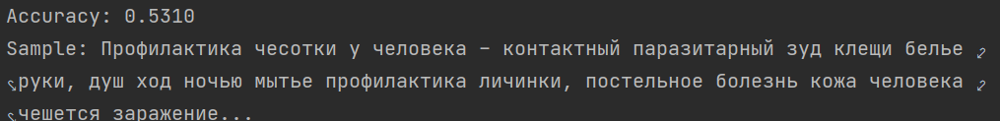 Accuracy: 0.5310
Sample: Профилактика чесотки у человека – контактный паразитарный зуд клещи белье
руки, душ ход ночью мытье профилактика личинки, постельное болезнь кожа человека
чешется заражение...